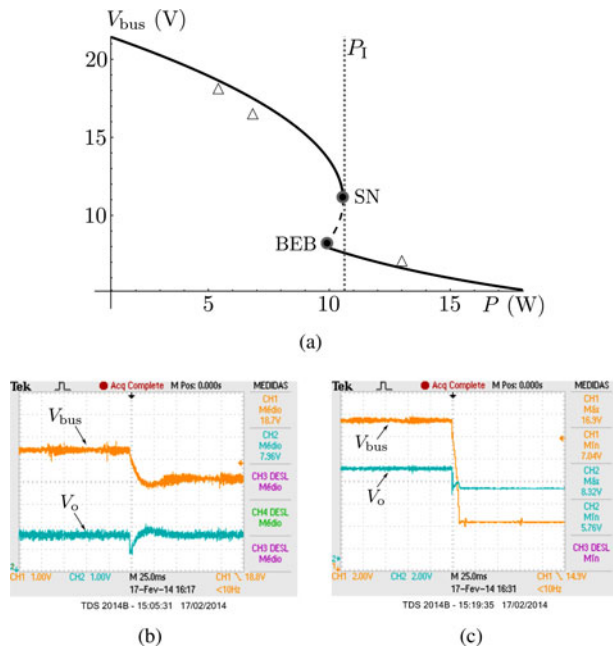 V_bus (V)
P_I
20
15
SN
10
BEB
5 10 15 P (W)
(a)
Tek Acq Complete M Pos: 0.000s MEDIDAS
CH1
Médio
18.7V
CH2
Médio
7.96V
CH3 DESL
Médio
CH4 DESL
Médio
CH3 DESL
Médio
V_bus
V_o
2
CH1 1.00V CH2 1.00V M 25.0ms CH1 \ 18.0V
17-Fev-14 16:17 <10Hz
TDS 2014B - 15:05:31 17/02/2014
(b)
Tek Acq Complete M Pos: 0.000s MEDIDAS
CH1
Máx
16.9V
CH1
Mín
7.04V
CH2
Máx
8.32V
CH2
Mín
5.76V
CH3 DESL
Mín
V_bus
V_o
2
CH1 2.00V CH2 2.00V M 25.0ms CH1 \ 14.9V
17-Fev-14 16:31 <10Hz
TDS 2014B - 15:19:35 17/02/2014
(c)